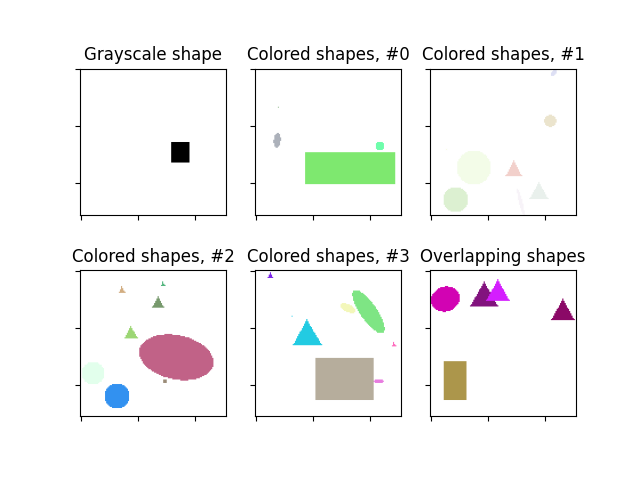 Grayscale shape
Colored shapes, #0
Colored shapes, #1
Colored shapes, #2
Colored shapes, #3
Overlapping shapes